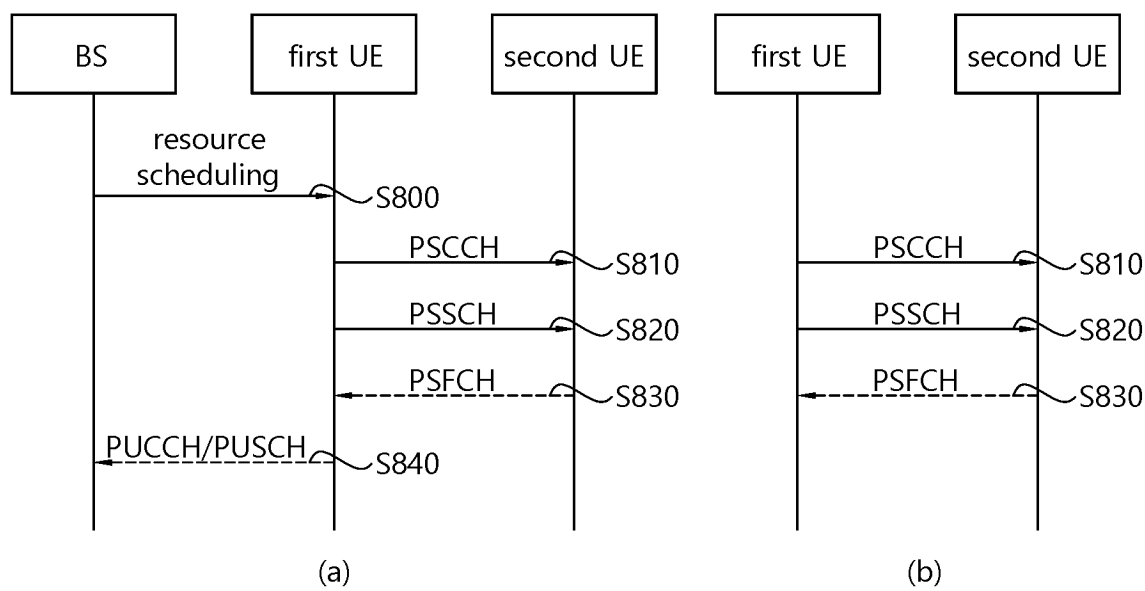 BS
first UE
second UE
first UE
second UE
resource
scheduling
S800
PSCCH
S810
PSCCH
S810
PSSCH
S820
PSSCH
S820
PSFCH
S830
PSFCH
S830
PUCCH/PUSCH
S840
(a)
(b)